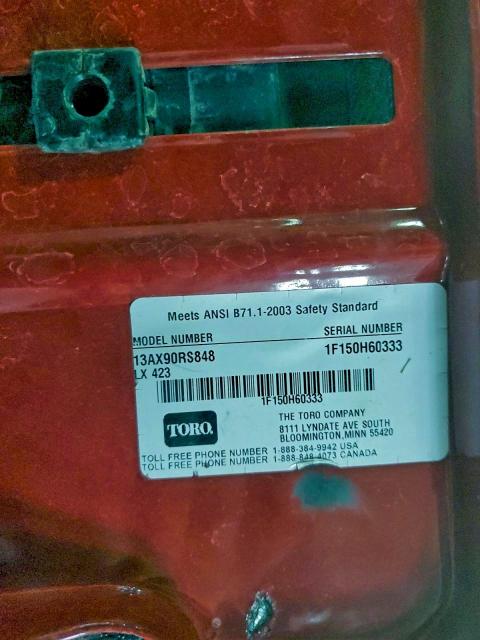 Meets ANSI B71.1-2003 Safety Standard
MODEL NUMBER SERIAL NUMBER
13AX90RS848 1F150H60333
LX 423
1F150H60333
TORO. THE TORO COMPANY
8111 LYNDATE AVE SOUTH
BLOOMINGTON,MINN 55420
TOLL FREE PHONE NUMBER 1-888-384-9942 USA
TOLL FREE PHONE NUMBER 1-888-848-4073 CANADA